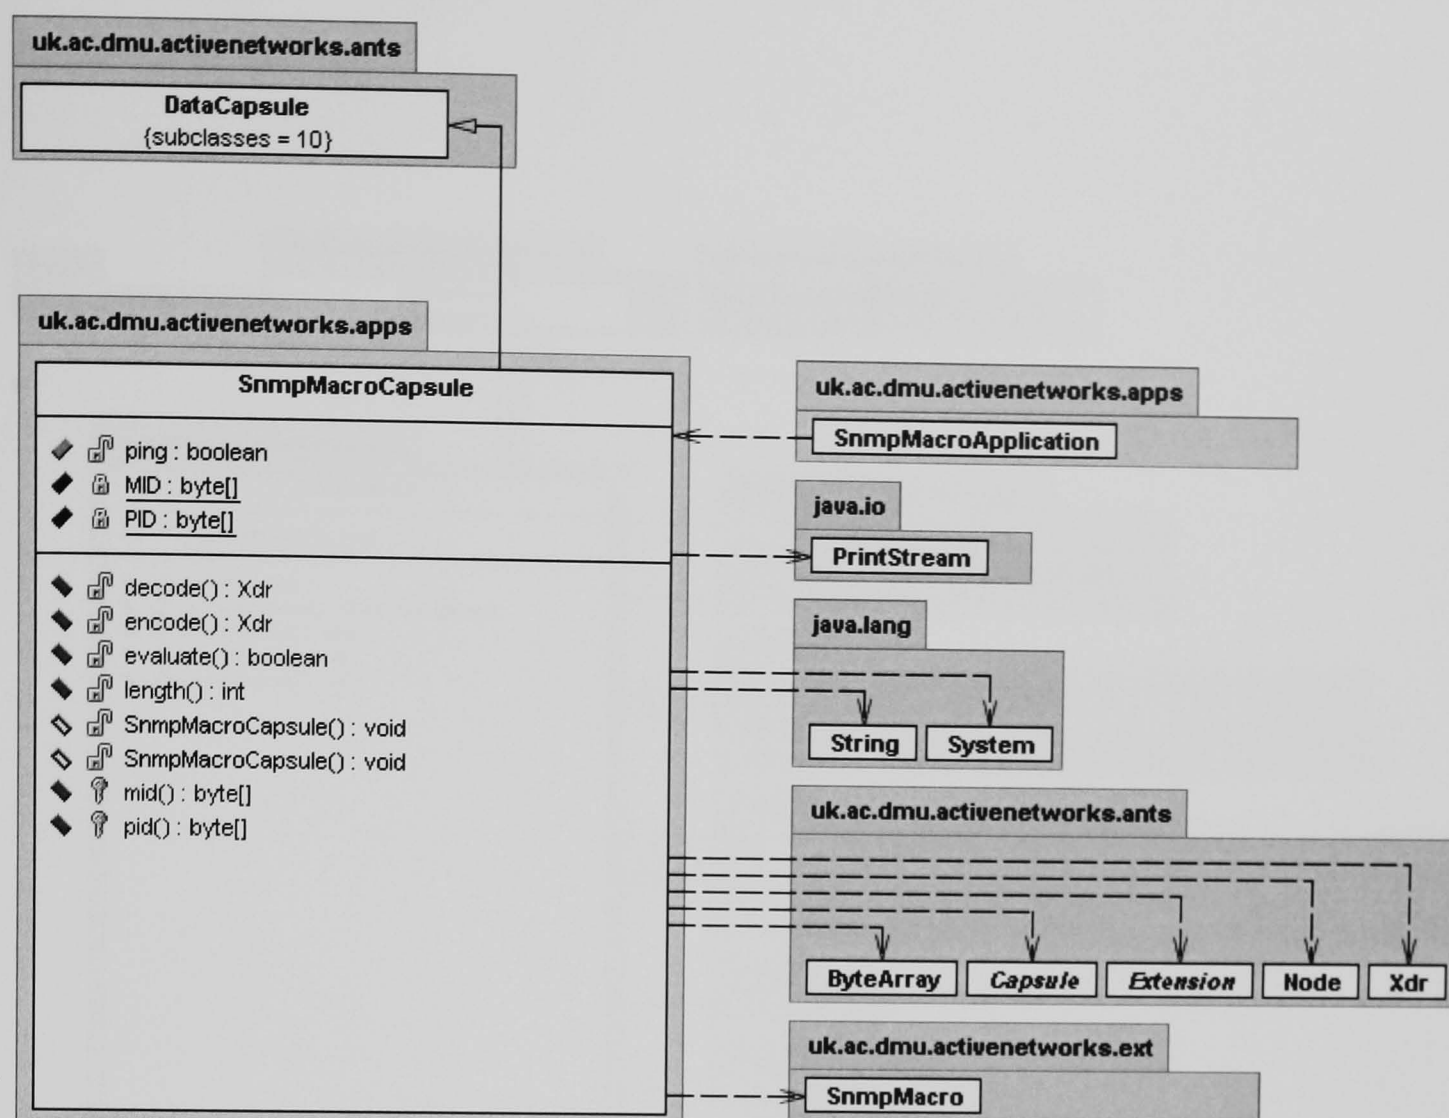 uk.ac.dmu.activenetworks.ants
DataCapsule
{subclasses = 10}
uk.ac.dmu.activenetworks.apps
SnmpMacroCapsule
ping : boolean
MID : byte[]
PID : byte[]
decode() : Xdr
encode() : Xdr
evaluate() : boolean
length() : int
SnmpMacroCapsule() : void
SnmpMacroCapsule() : void
mid() : byte[]
pid() : byte[]
uk.ac.dmu.activenetworks.apps
SnmpMacroApplication
java.io
PrintStream
java.lang
String System
uk.ac.dmu.activenetworks.ants
ByteArray Capsule Extension Node Xdr
uk.ac.dmu.activenetworks.ext
SnmpMacro